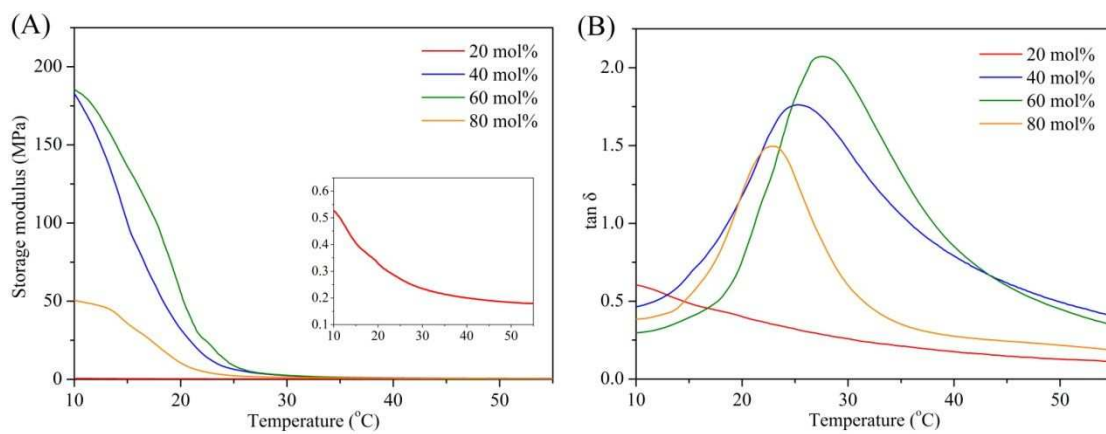 (A)
Storage modulus (MPa)
200
150
100
50
0
20 mol%
40 mol%
60 mol%
80 mol%
0.6
0.5
0.4
0.3
0.2
0.1
10 20 30 40 50
10 20 30 40 50
Temperature (°C)
(B)
tan δ
2.0
1.5
1.0
0.5
0.0
20 mol%
40 mol%
60 mol%
80 mol%
10 20 30 40 50
Temperature (°C)